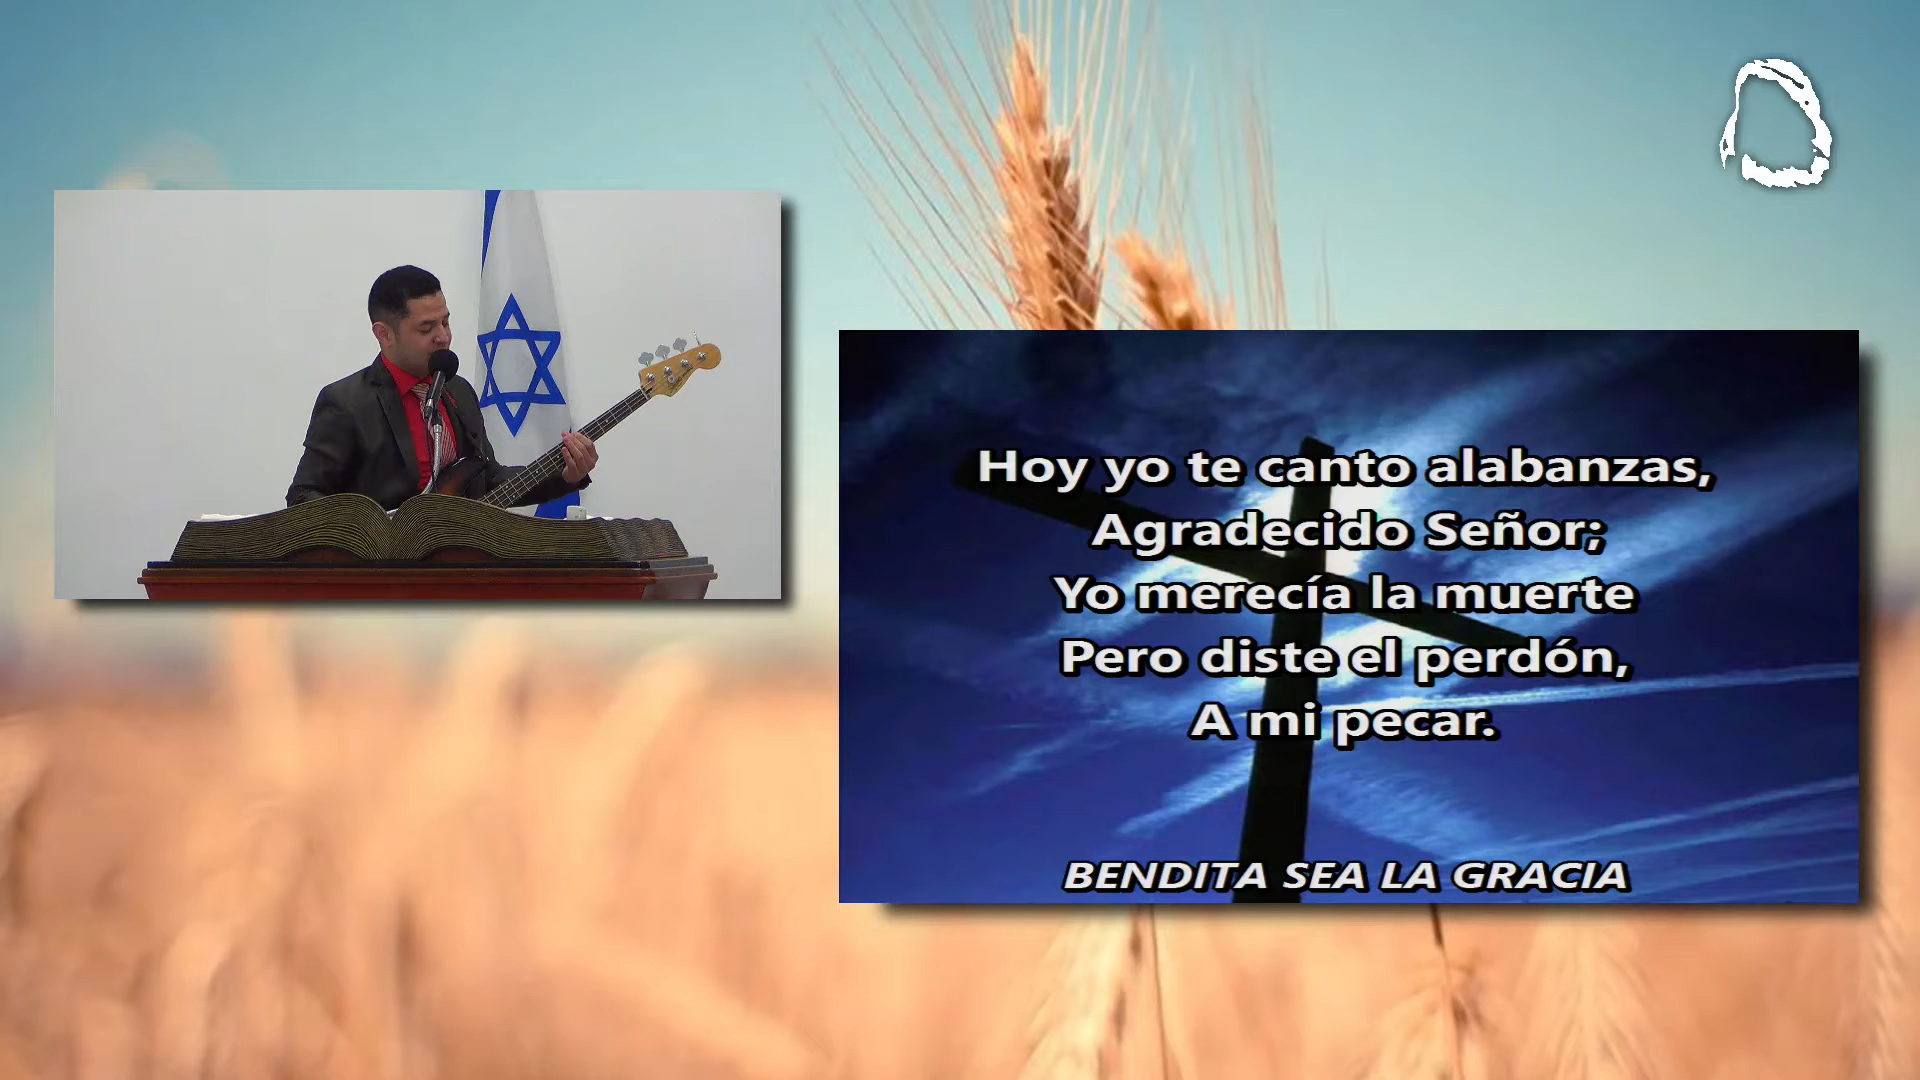 Hoy yo te canto alabanzas,
Agradecido Señor;
Yo merecía la muerte
Pero diste el perdón,
A mi pecar.
BENDITA SEA LA GRACIA